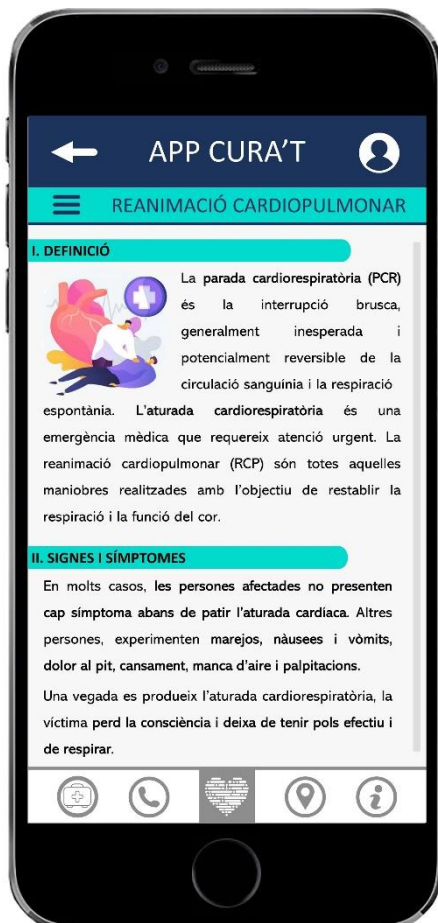 APP CURA'T
REANIMACIÓ CARDIOPULMONAR
I. DEFINICIÓ
La parada cardiorespiratòria (PCR)
és la interrupció brusca,
generalment inesperada i
potencialment reversible de la
circulació sanguínia i la respiració
espontània. L'aturada cardiorespiratòria és una
emergència mèdica que requereix atenció urgent. La
reanimació cardiopulmonar (RCP) són totes aquelles
maniobres realitzades amb l'objectiu de restablir la
respiració i la funció del cor.
II. SIGNES I SÍMPTOMES
En molts casos, les persones afectades no presenten
cap símptoma abans de patir l'aturada cardíaca. Altres
persones, experimenten marejos, nàusees i vòmits,
dolor al pit, cansament, manca d'aire i palpitacions.
Una vegada es produeix l'aturada cardiorespiratòria, la
víctima perd la consciència i deixa de tenir pols efectiu i
de respirar.